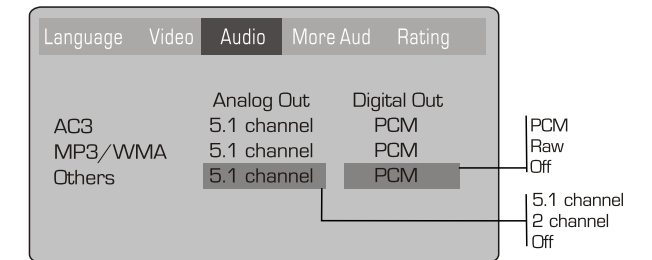 Language Video Audio More Aud Rating
Analog Out Digital Out
AC3 5.1 channel PCM
MP3/WMA 5.1 channel PCM
Others 5.1 channel PCM
PCM
Raw
Off
5.1 channel
2 channel
Off